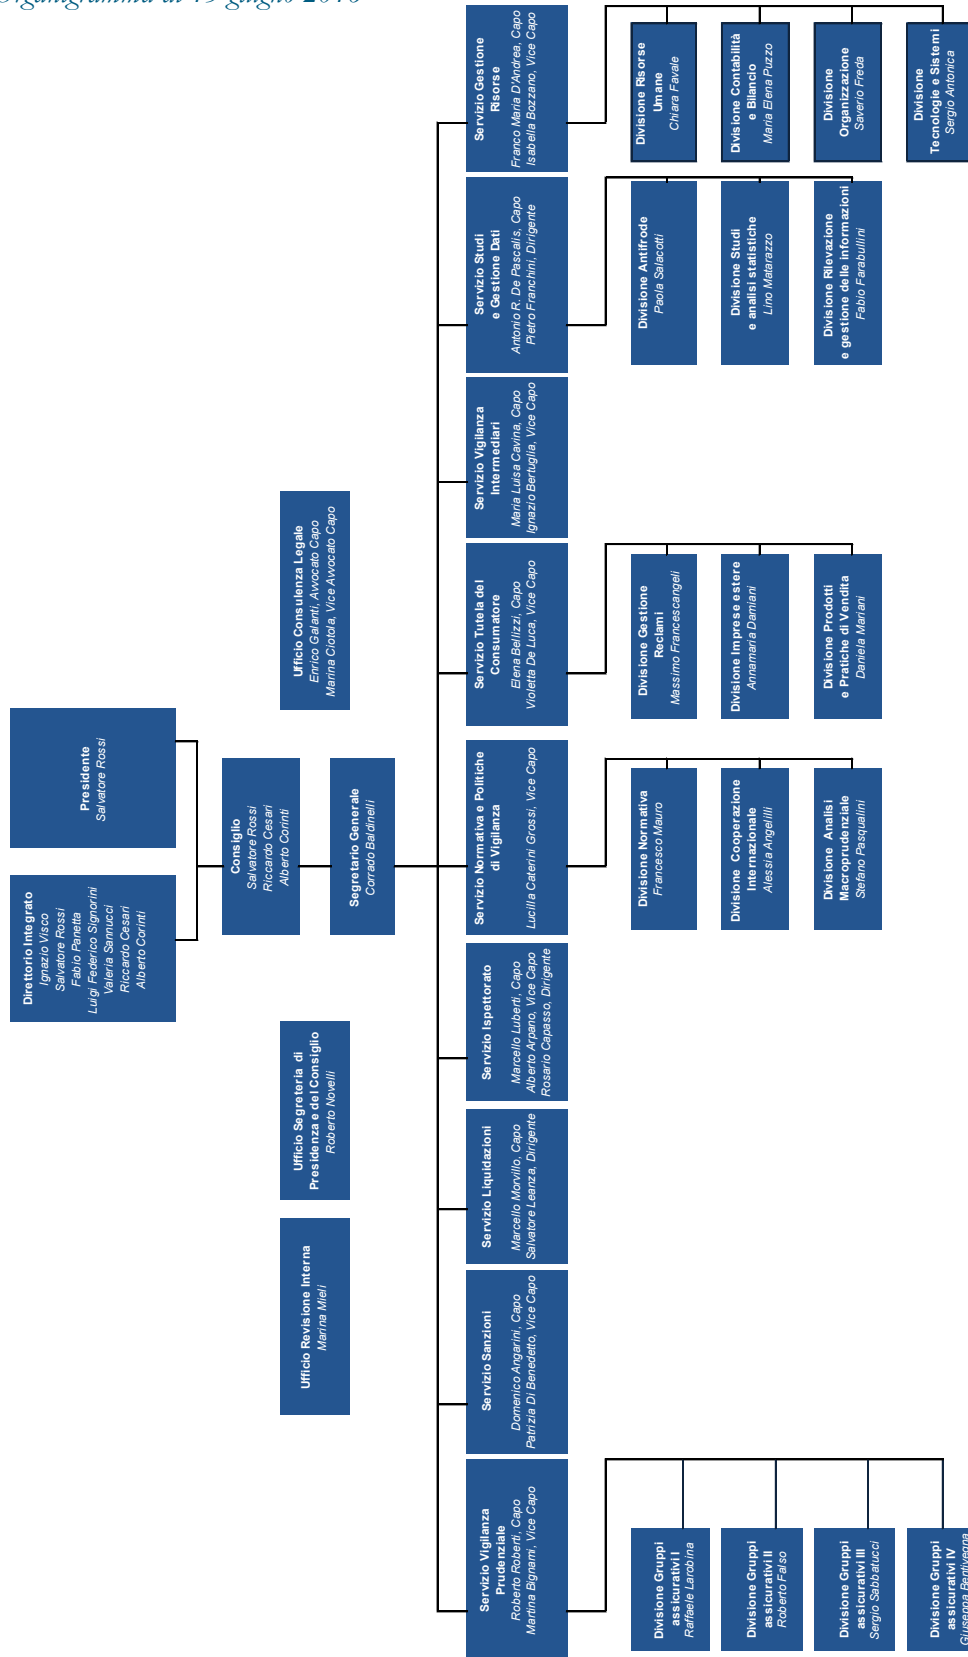 Organigramma al 19 giugno 2018
Direttorio Integrato
Ignazio Visco
Salvatore Rossi
Fabio Panetta
Luigi Federico Signorini
Valeria Sannucci
Riccardo Cesari
Alberto Corinti
Presidente
Salvatore Rossi
Consiglio
Salvatore Rossi
Riccardo Cesari
Alberto Corinti
Ufficio Revisione Interna
Marina Mieli
Ufficio Segreteria di
Presidenza e del Consiglio
Roberto Novelli
Segretario Generale
Corrado Baldinelli
Ufficio Consulenza Legale
Enrico Galanti, Avvocato Capo
Marina Ciotola, Vice Avvocato Capo
Servizio Vigilanza
Prudenziale
Roberto Roberti, Capo
Martina Bignami, Vice Capo
Servizio Sanzioni
Domenico Angarini, Capo
Patrizia Di Benedetto, Vice Capo
Servizio Liquidazioni
Marcello Morvillo, Capo
Salvatore Leanza, Dirigente
Servizio Ispettorato
Marcello Luberti, Capo
Alberto Arpano, Vice Capo
Rosario Capasso, Dirigente
Servizio Normativa e Politiche
di Vigilanza
Lucilla Caterini Grossi, Vice Capo
Servizio Tutela del
Consumatore
Elena Bellizzi, Capo
Violetta De Luca, Vice Capo
Servizio Vigilanza
Intermediari
Maria Luisa Cavina, Capo
Ignazio Bertuglia, Vice Capo
Servizio Studi
e Gestione Dati
Antonio R. De Pascalis, Capo
Pietro Franchini, Dirigente
Servizio Gestione
Risorse
Franco Maria D'Andrea, Capo
Isabella Bozzano, Vice Capo
Divisione Gruppi
assicurativi I
Raffaele Larobina
Divisione Gruppi
assicurativi II
Roberto Falso
Divisione Gruppi
assicurativi III
Sergio Sabbatucci
Divisione Gruppi
assicurativi IV
Giuseppa Bentivegna
Divisione Normativa
Francesco Mauro
Divisione Cooperazione
Internazionale
Alessia Angelilli
Divisione Analisi
Macroprudenziale
Stefano Pasqualini
Divisione Gestione
Reclami
Massimo Francescangeli
Divisione Imprese estere
Annamaria Damiani
Divisione Prodotti
e Pratiche di Vendita
Daniela Mariani
Divisione Antifrode
Paola Salacotti
Divisione Studi
e analisi statistiche
Lino Matarazzo
Divisione Rilevazione
e gestione delle informazioni
Fabio Farabullini
Divisione Risorse
Umane
Chiara Favale
Divisione Contabilità
e Bilancio
Maria Elena Puzzo
Divisione
Organizzazione
Saverio Freda
Divisione
Tecnologie e Sistemi
Sergio Antonica